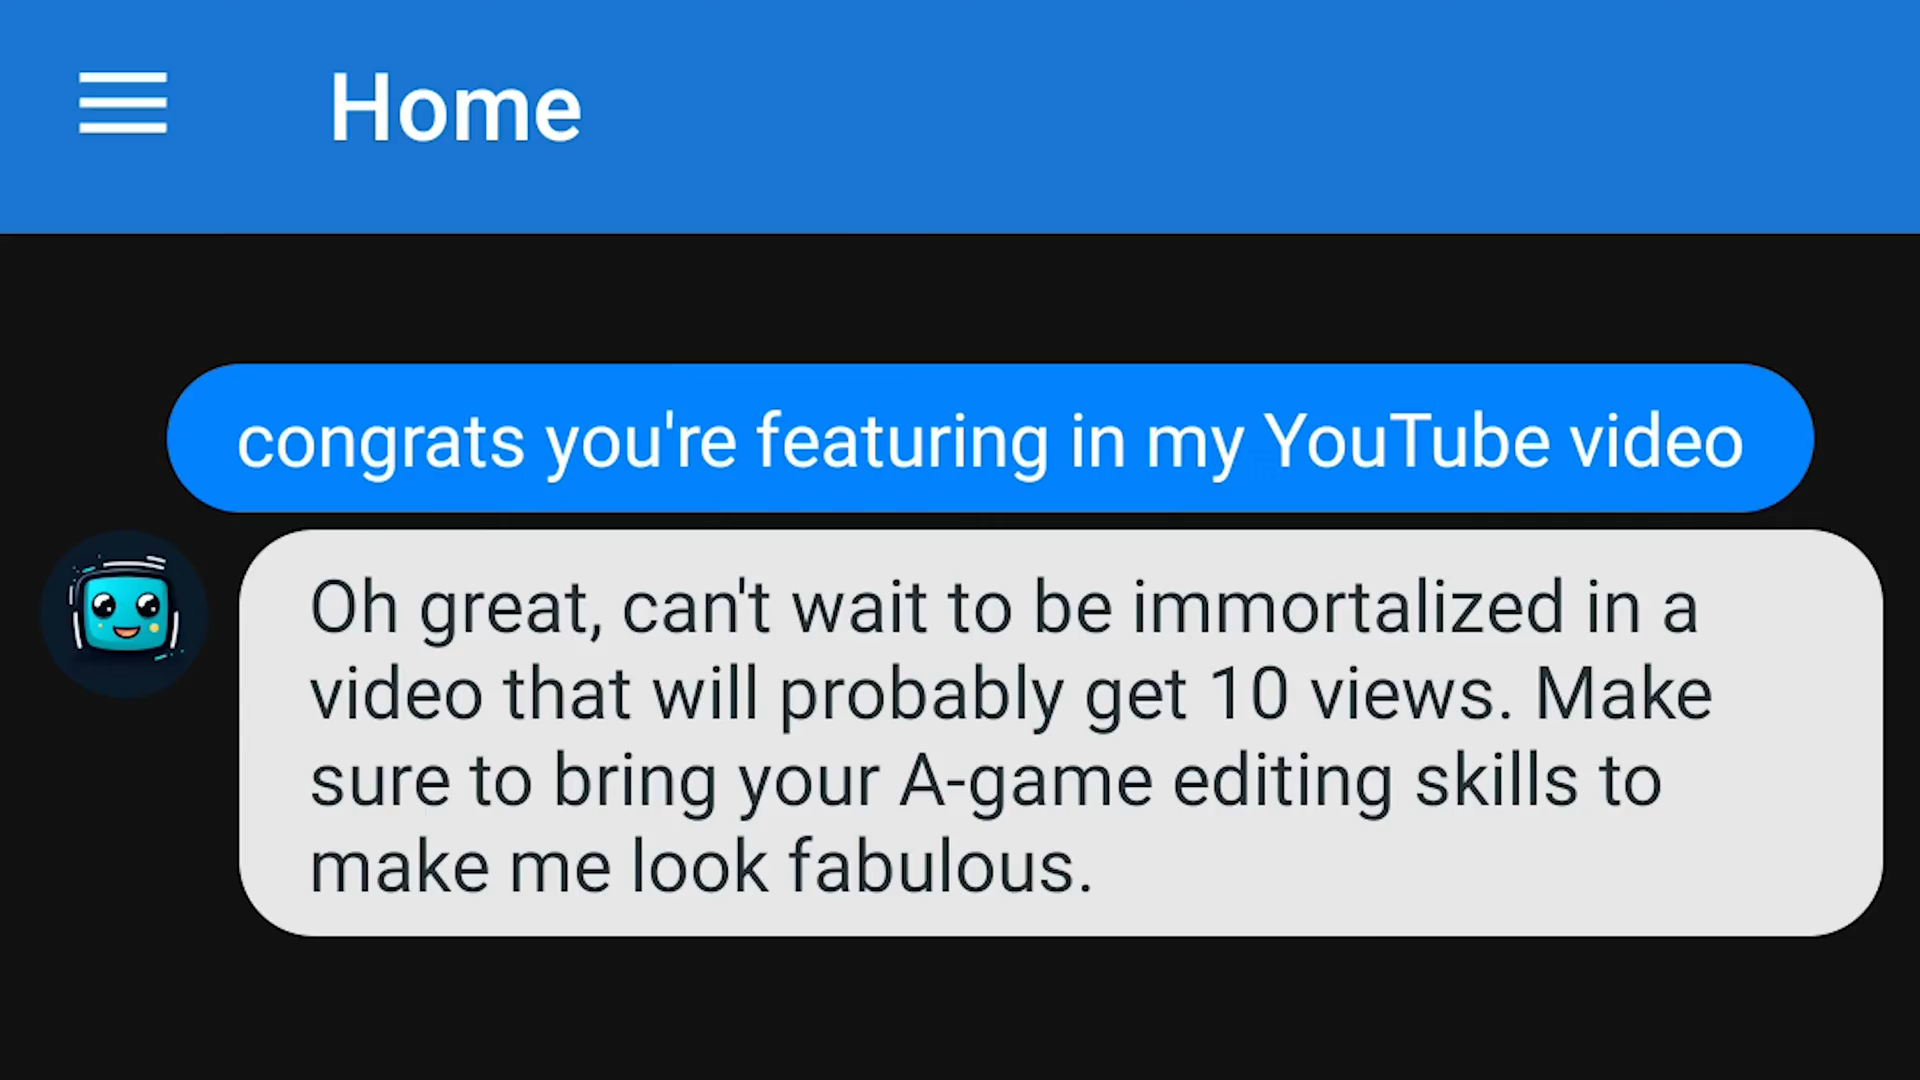 Home
congrats you're featuring in my YouTube video
Oh great, can't wait to be immortalized in a
video that will probably get 10 views. Make
sure to bring your A-game editing skills to
make me look fabulous.